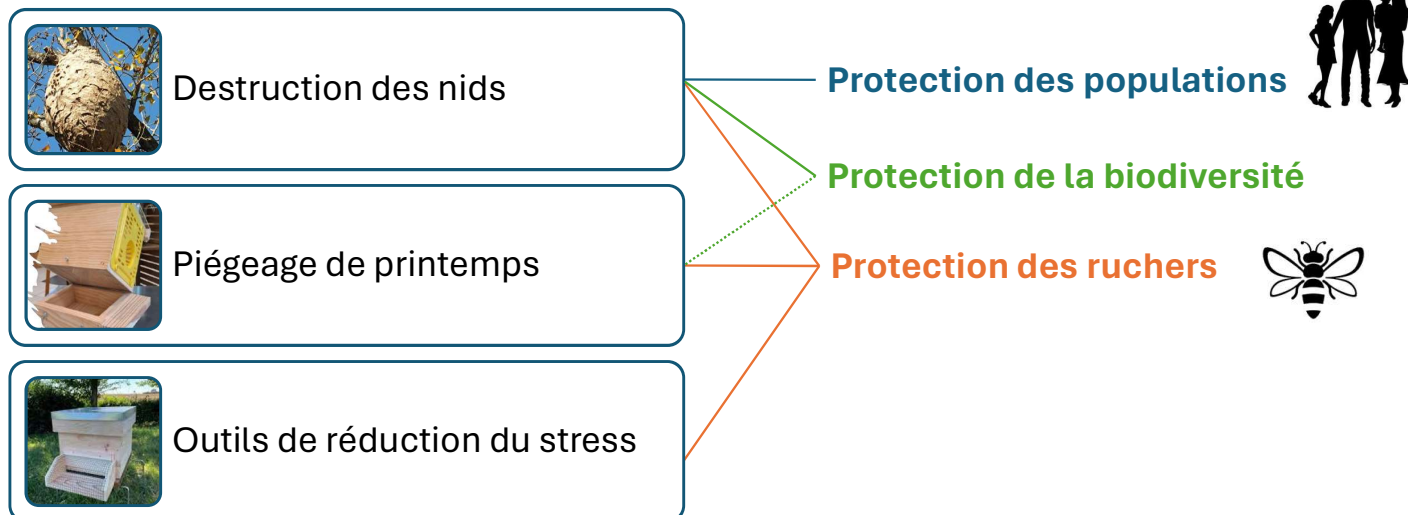 Destruction des nids
Protection des populations
Protection de la biodiversité
Piégeage de printemps
Protection des ruchers
Outils de réduction du stress